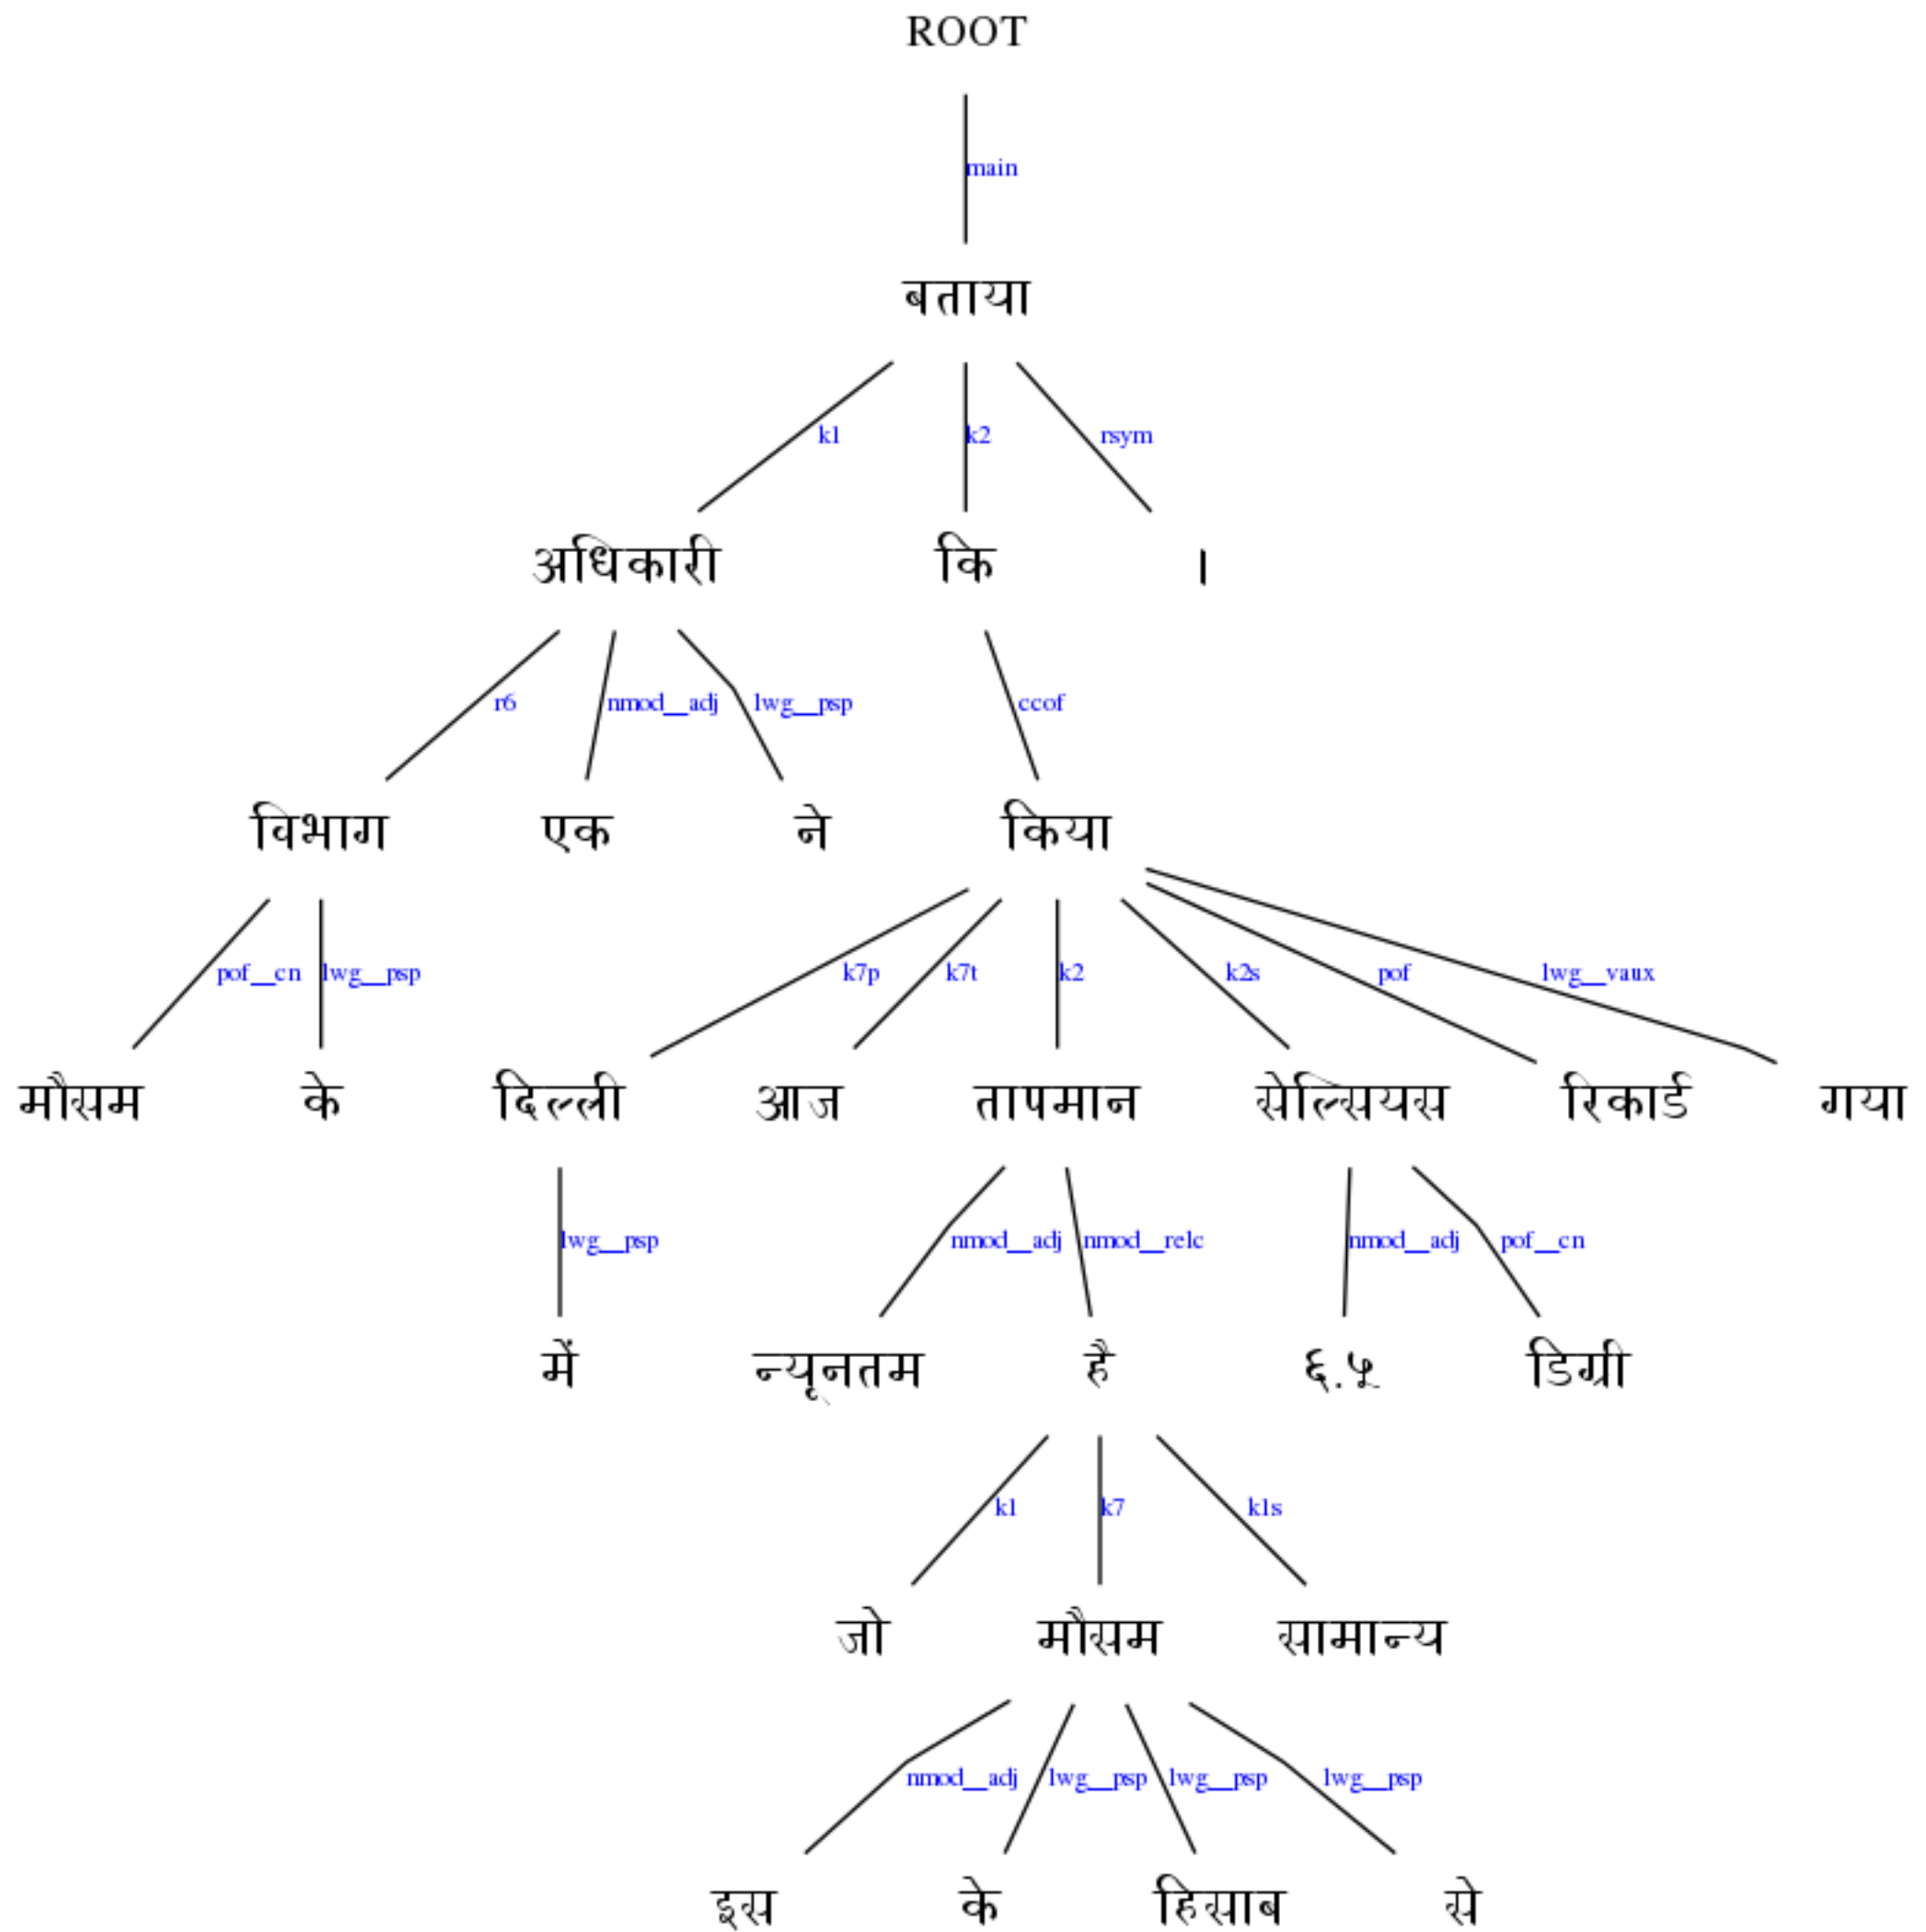 ROOT
main
बताया
k1 k2 rsym
अधिकारी कि ।
r6 nmod__adj lwg__psp ccof
विभाग एक ने किया
pof__cn lwg__psp k7p k7t k2 k2s pof lwg__vaux
मौसम के दिल्ली आज तापमान सेल्सियस रिकार्ड गया
lwg__psp nmod__adj nmod__relc nmod__adj pof__cn
में न्यूनतम है ६.५ डिग्री
k1 k7 k1s
जो मौसम सामान्य
nmod__adj lwg__psp lwg__psp lwg__psp
इस के हिसाब से